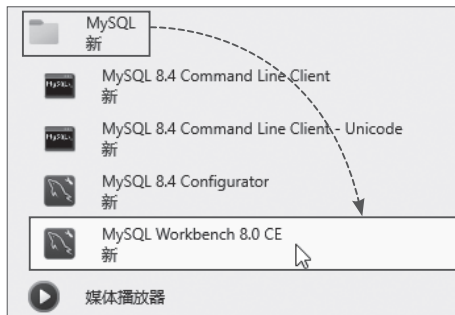 MySQL
新
MySQL 8.4 Command Line Client
新
MySQL 8.4 Command Line Client - Unicode
新
MySQL 8.4 Configurator
新
MySQL Workbench 8.0 CE
新
媒体播放器